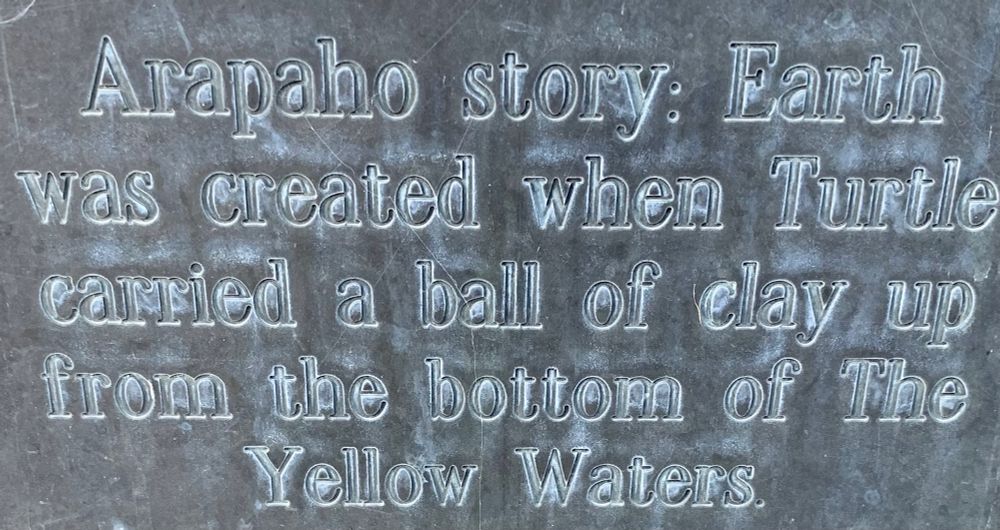 Arapaho story: Earth
was created when Turtle
carried a ball of clay up
from the bottom of The
Yellow Waters.